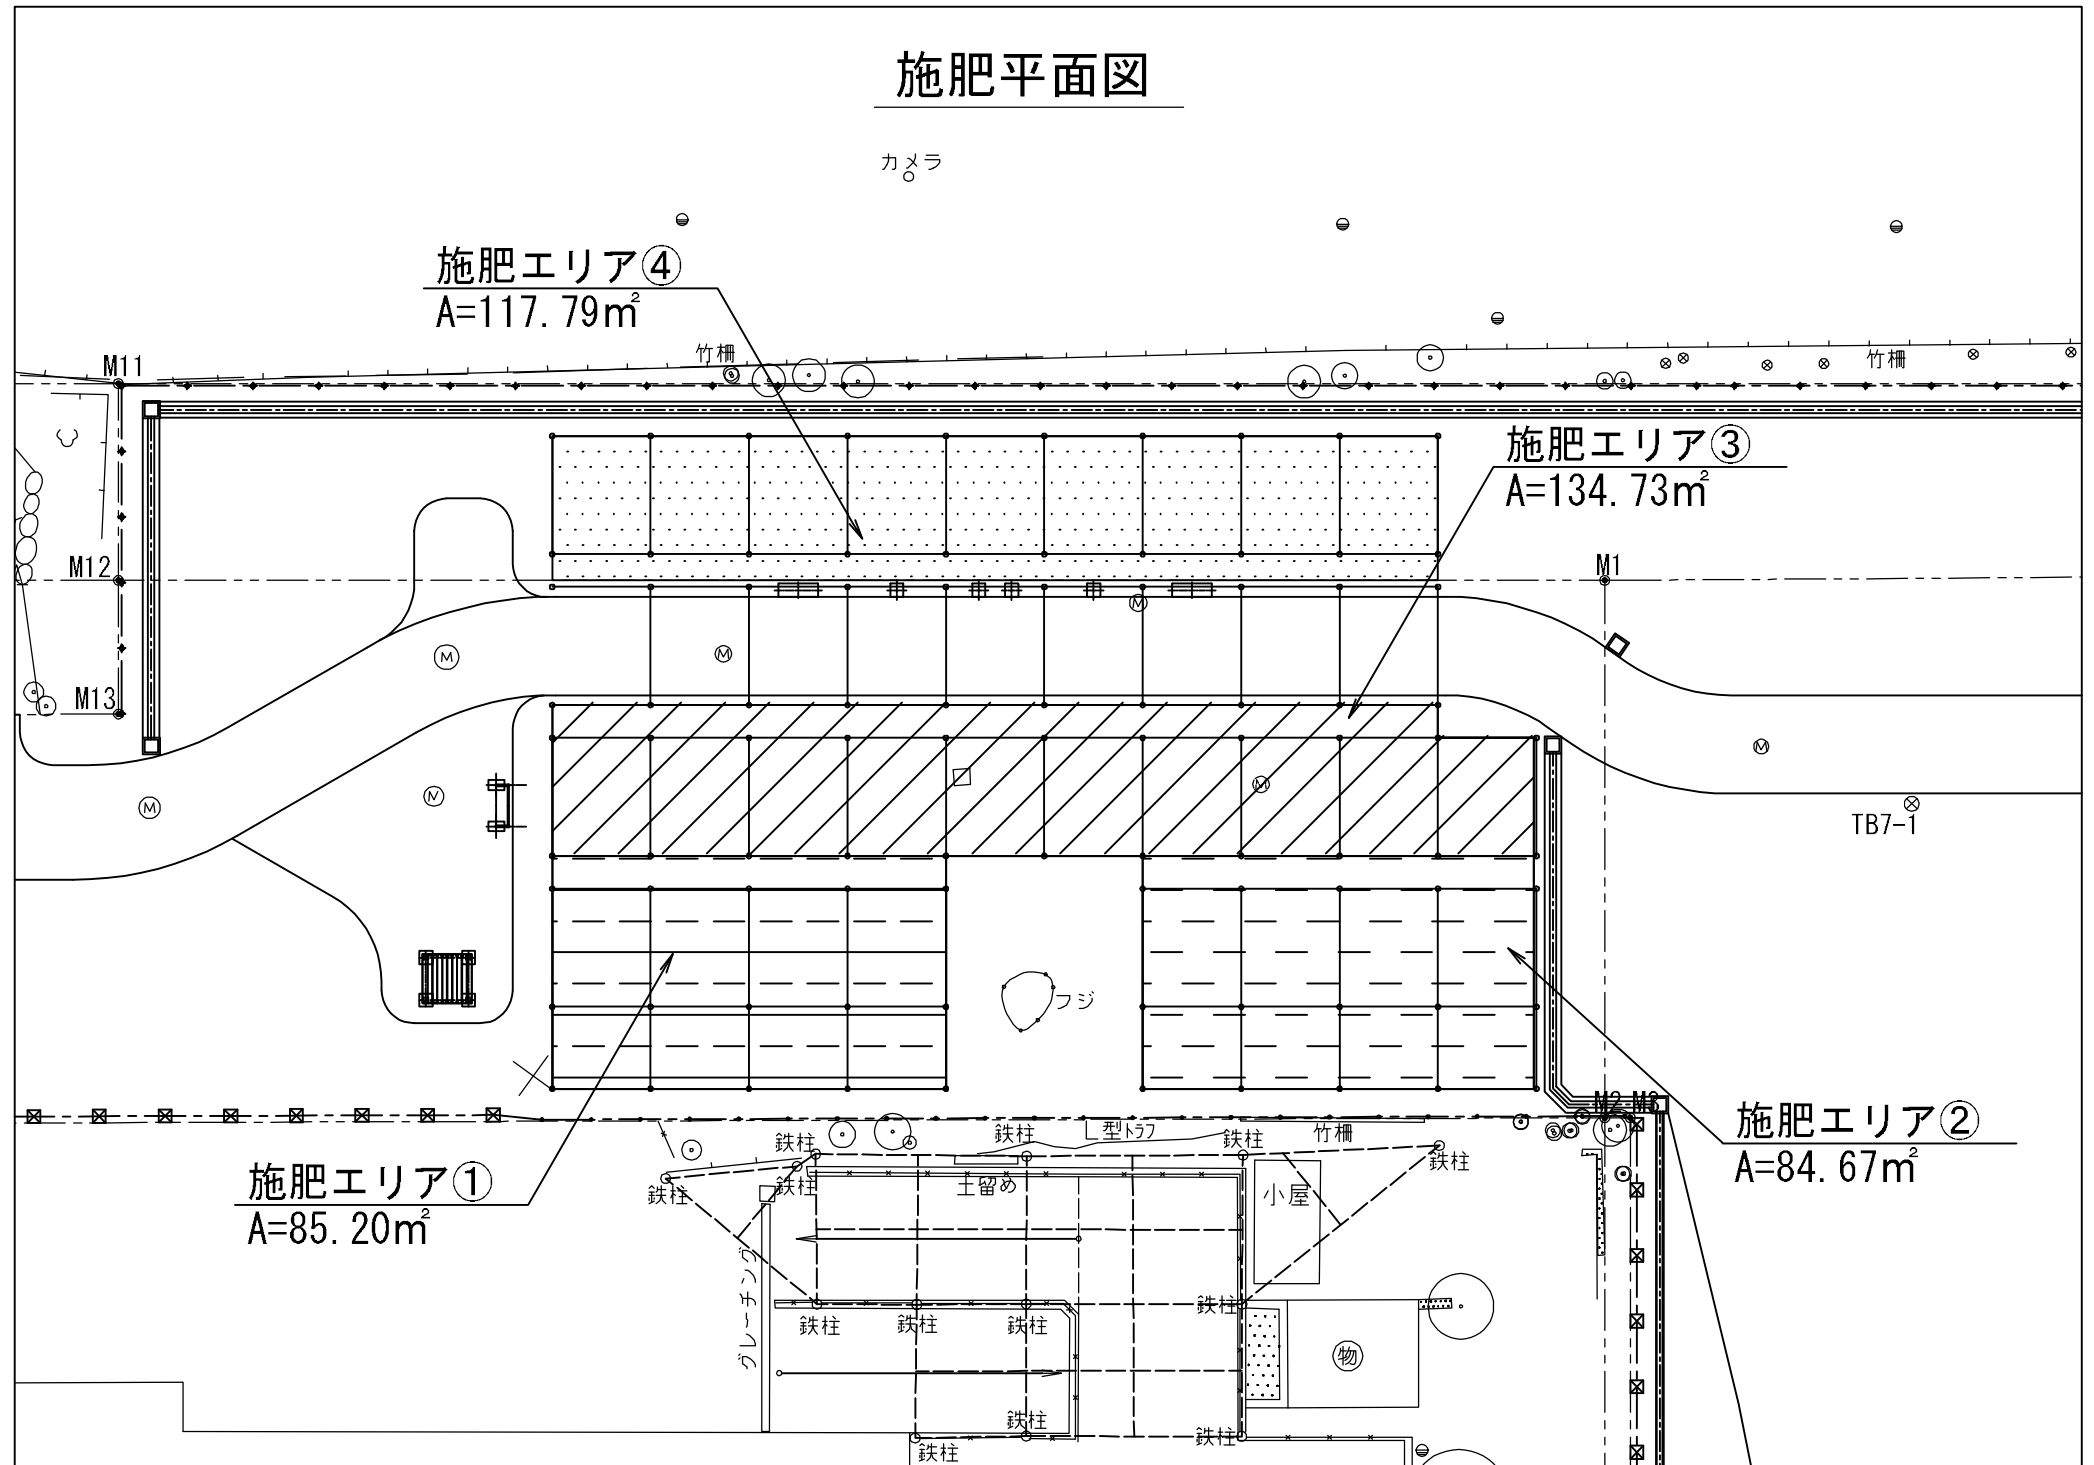 施肥平面図
カメラ
施肥エリア④
A=117.79㎡
竹柵
竹柵
M11
施肥エリア③
A=134.73㎡
M12
M1
M
M
M
M13
M
M
M
M
TB7-1
フジ
M2 M3
施肥エリア②
A=84.67㎡
鉄柱
鉄柱
L型トラフ
鉄柱
竹柵
鉄柱
施肥エリア①
A=85.20㎡
鉄柱
鉄柱
土留め
小屋
グレーチング
鉄柱
鉄柱
鉄柱
鉄柱
物
鉄柱
鉄柱
鉄柱